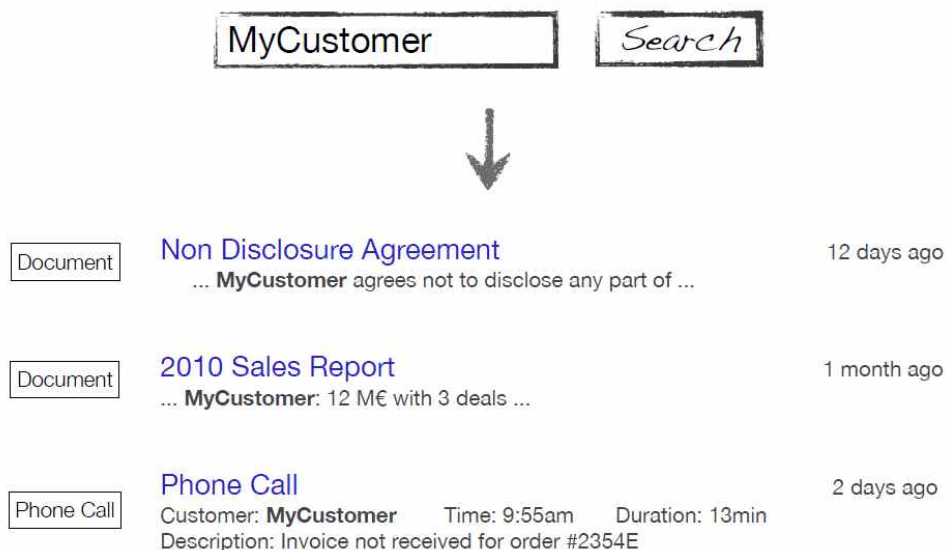 MyCustomer Search
Document Non Disclosure Agreement 12 days ago
... MyCustomer agrees not to disclose any part of ...
Document 2010 Sales Report 1 month ago
... MyCustomer: 12 M€ with 3 deals ...
Phone Call Phone Call 2 days ago
Customer: MyCustomer Time: 9:55am Duration: 13min
Description: Invoice not received for order #2354E